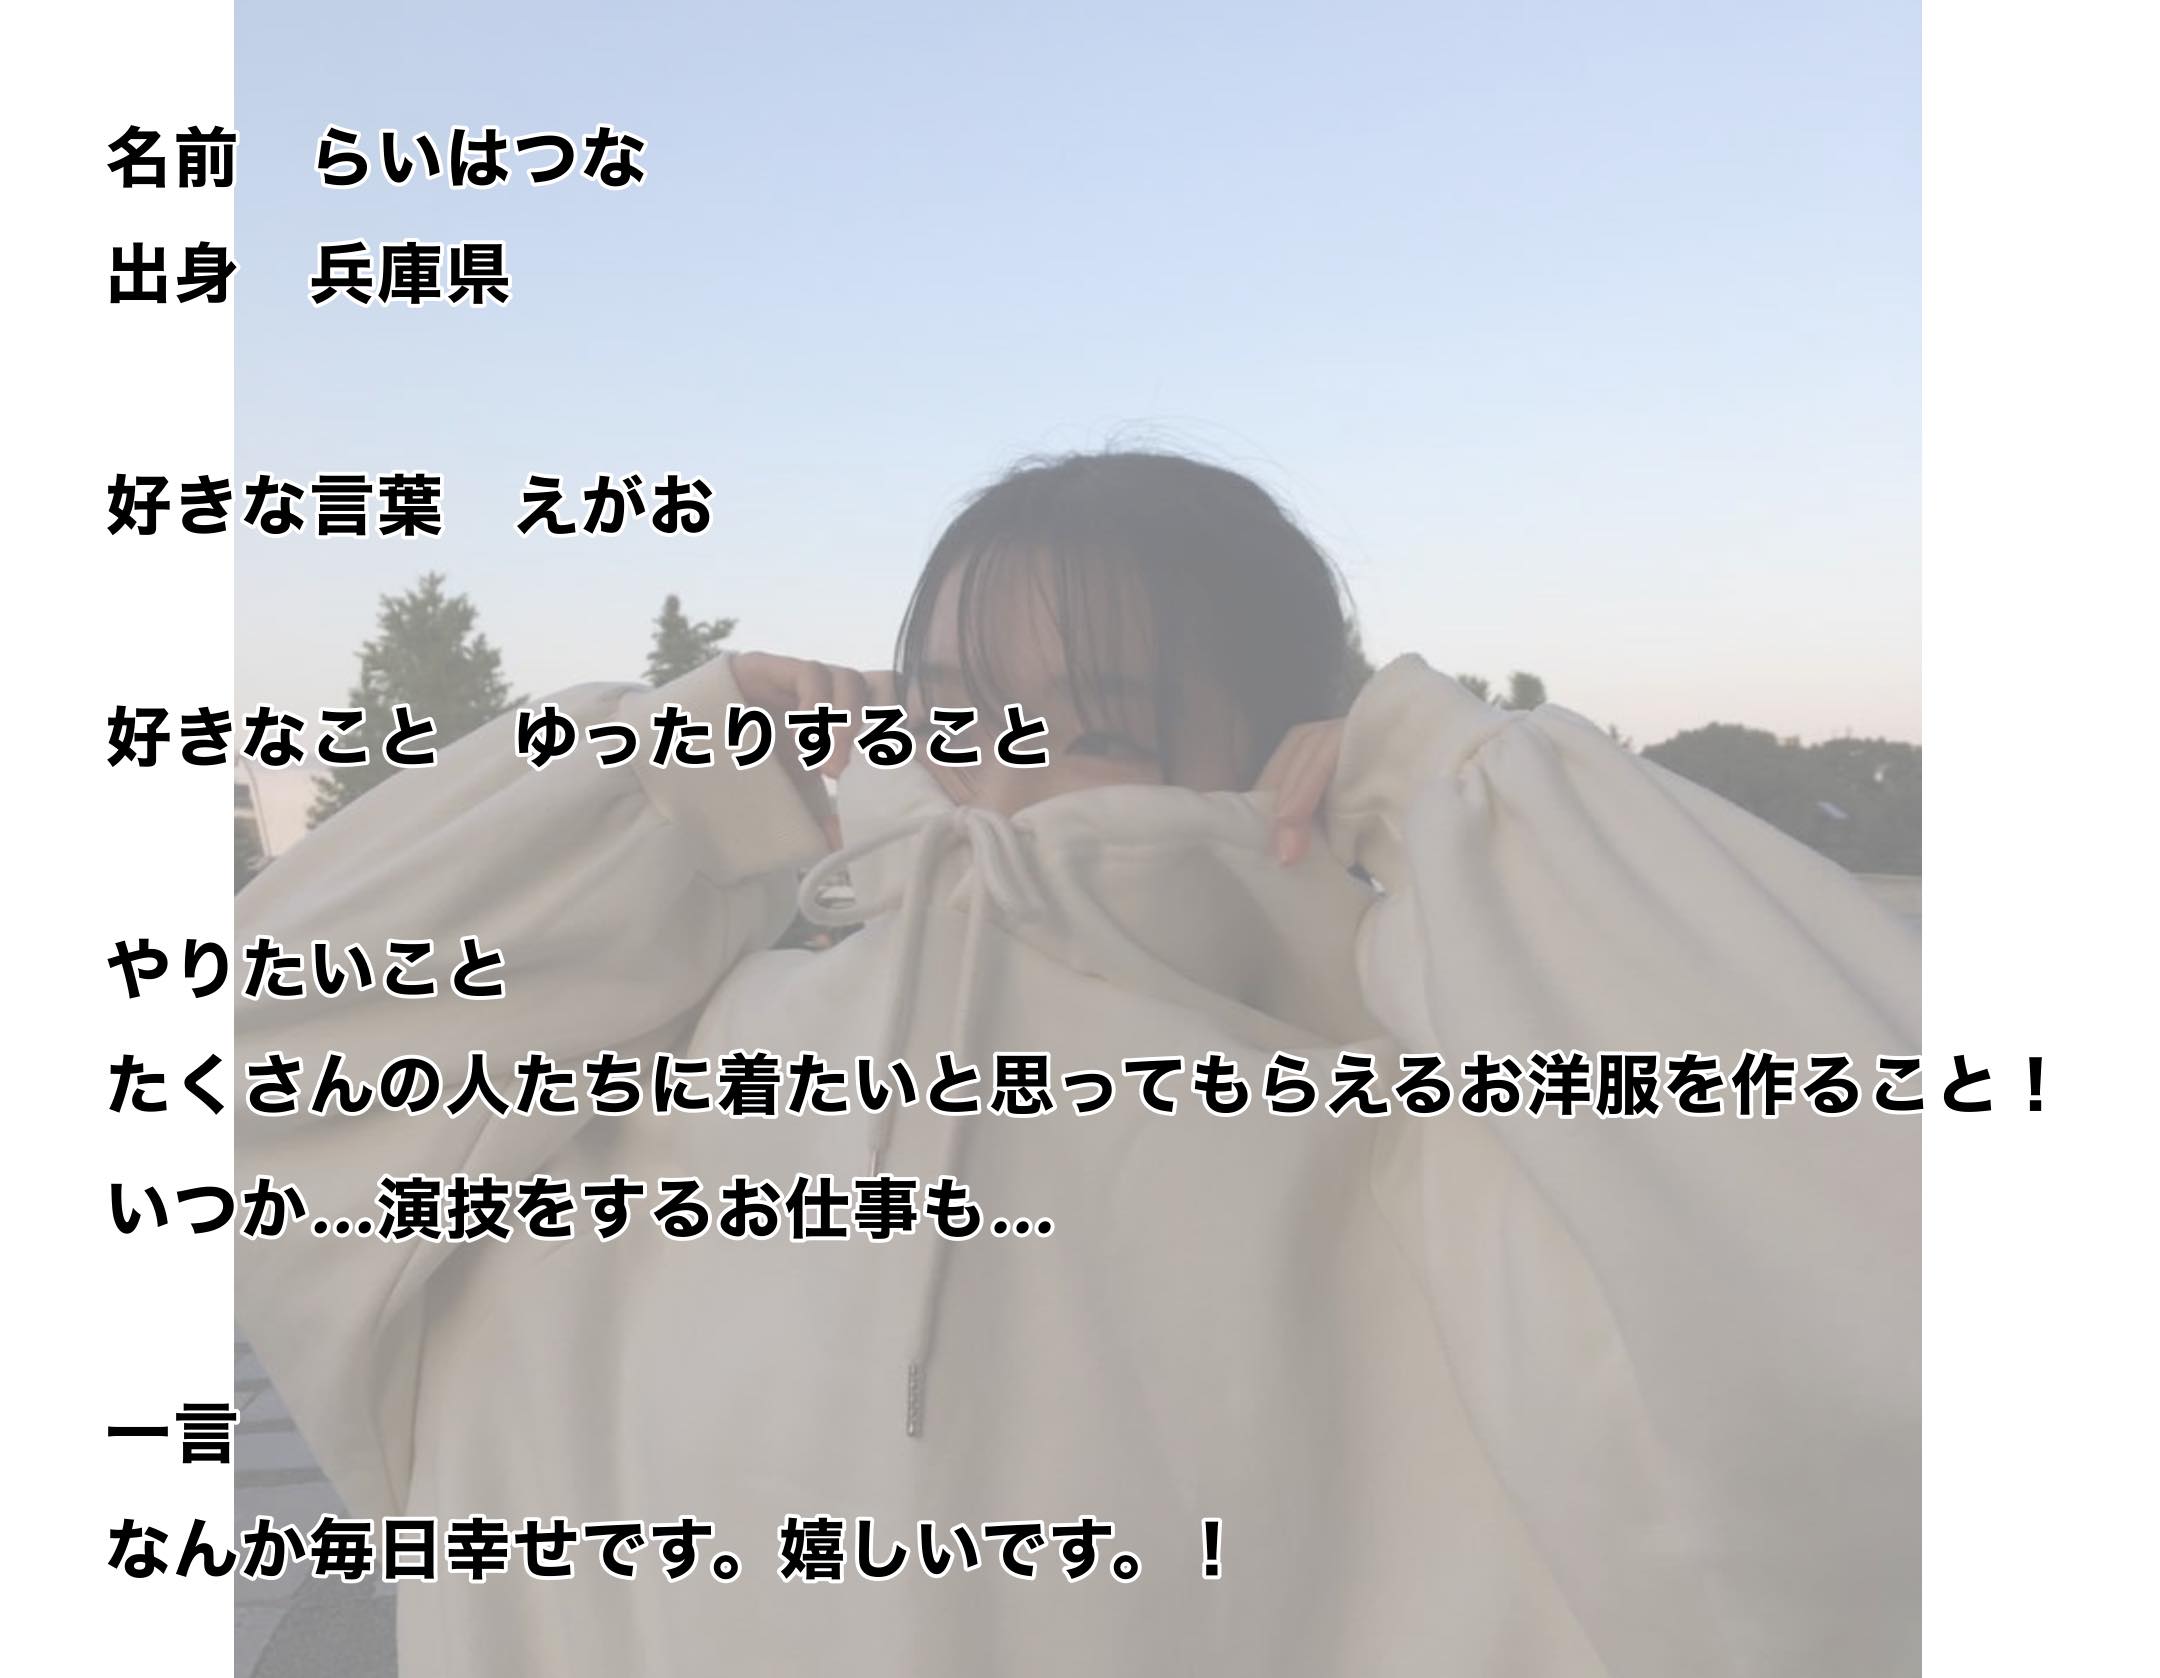 名前　らいはつな
出身　兵庫県
好きな言葉　えがお
好きなこと　ゆったりすること
やりたいこと
たくさんの人たちに着たいと思ってもらえるお洋服を作ること！
いつか…演技をするお仕事も…
一言
なんか毎日幸せです。嬉しいです。！